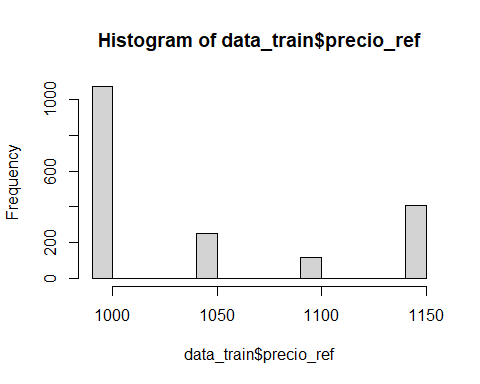 Histogram of data_train$precio_ref
Frequency
1000
600
200
0
1000 1050 1100 1150
data_train$precio_ref